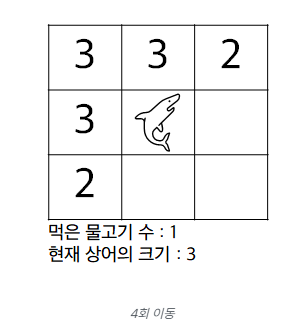 3 3 2
3
2
먹은 물고기 수 : 1
현재 상어의 크기 : 3
4회 이동